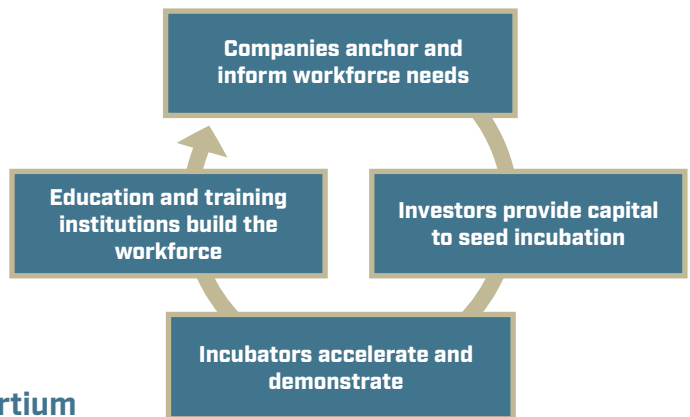 Companies anchor and
inform workforce needs
Education and training
institutions build the
workforce
Investors provide capital
to seed incubation
Incubators accelerate and
demonstrate
rtium